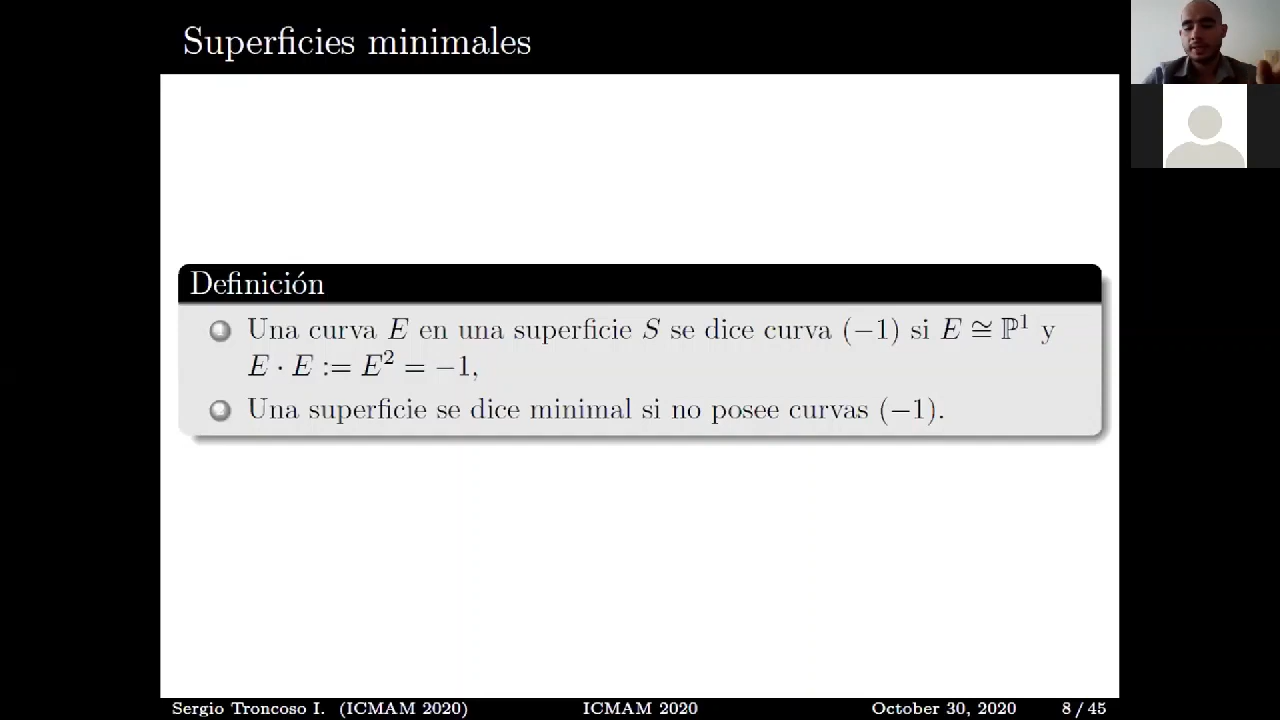 Superficies minimales
Definición
Una curva E en una superficie S se dice curva (−1) si E ≅ ℙ¹ y
E · E := E² = −1,
Una superficie se dice minimal si no posee curvas (−1).
Sergio Troncoso I. (ICMAM 2020) ICMAM 2020 October 30, 2020 8 / 45